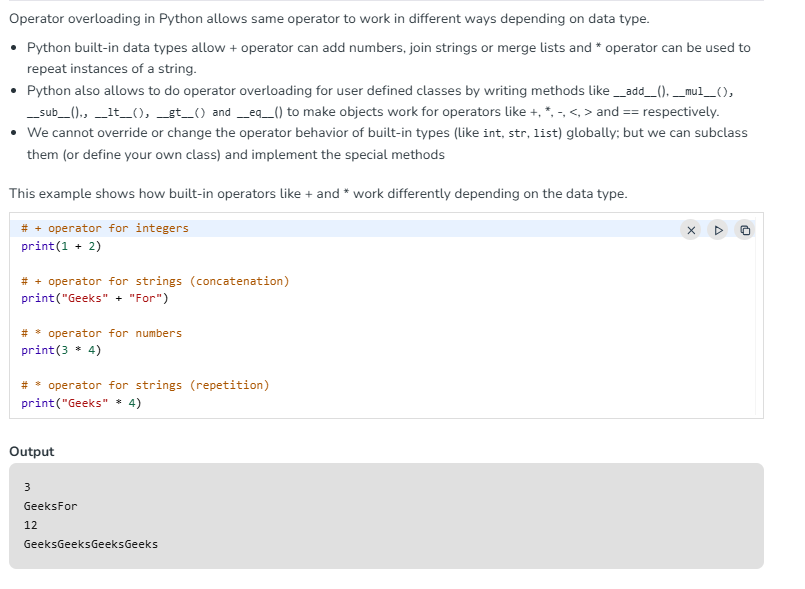 Operator overloading in Python allows same operator to work in different ways depending on data type.
• Python built-in data types allow + operator can add numbers, join strings or merge lists and * operator can be used to
repeat instances of a string.
• Python also allows to do operator overloading for user defined classes by writing methods like __add__(), __mul__(),
__sub__(),, __lt__(), __gt__() and __eq__() to make objects work for operators like +, *, -, <, > and == respectively.
• We cannot override or change the operator behavior of built-in types (like int, str, list) globally; but we can subclass
them (or define your own class) and implement the special methods
This example shows how built-in operators like + and * work differently depending on the data type.
# + operator for integers
print(1 + 2)
# + operator for strings (concatenation)
print("Geeks" + "For")
# * operator for numbers
print(3 * 4)
# * operator for strings (repetition)
print("Geeks" * 4)
Output
3
GeeksFor
12
GeeksGeeksGeeksGeeks